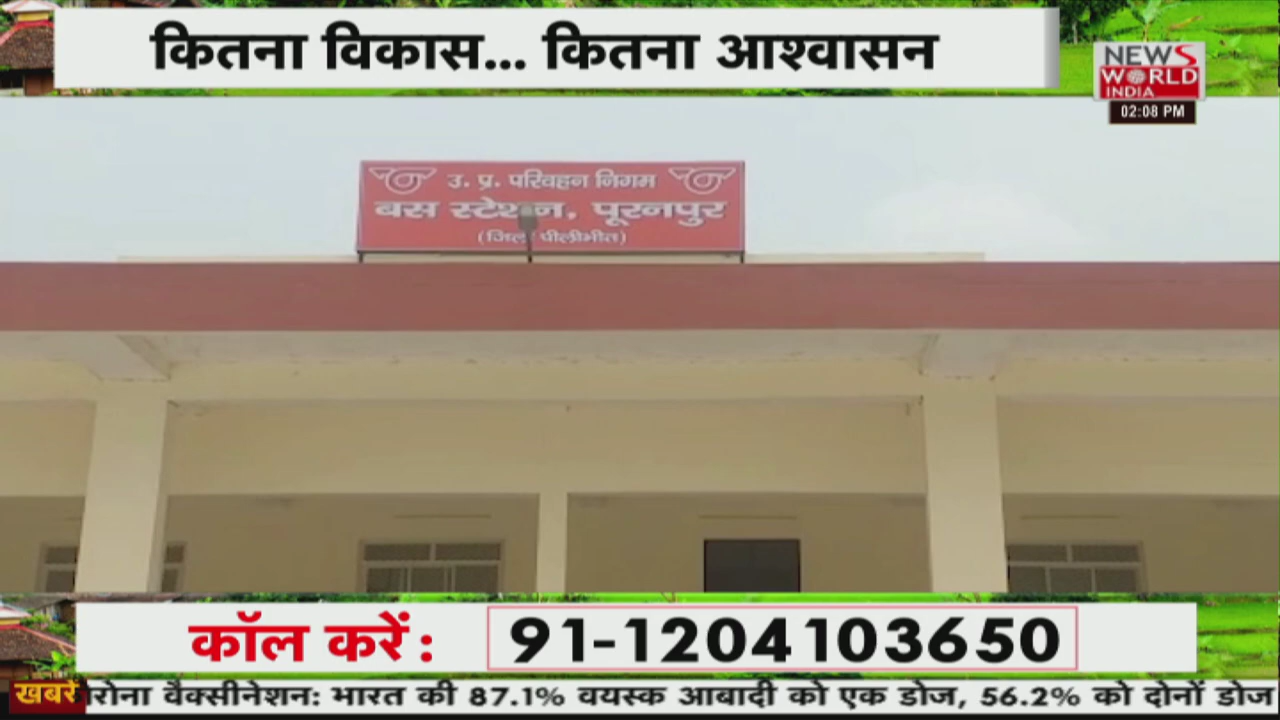 कितना विकास... कितना आश्वासन
NEWS
WORLD
INDIA
02:08 PM
उ. प्र. परिवहन निगम
बस स्टेशन, पूरनपुर
(जिला पीलीभीत)
कॉल करें: 91-1204103650
खबरें रोना वैक्सीनेशन: भारत की 87.1% वयस्क आबादी को एक डोज, 56.2% को दोनों डोज